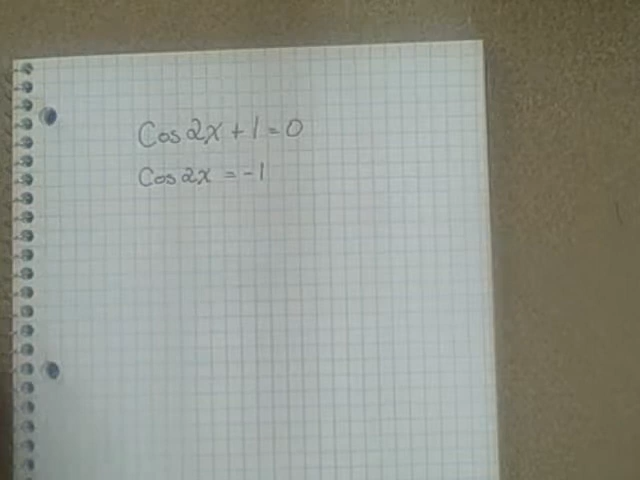 Cos 2x + 1 = 0
Cos 2x = -1